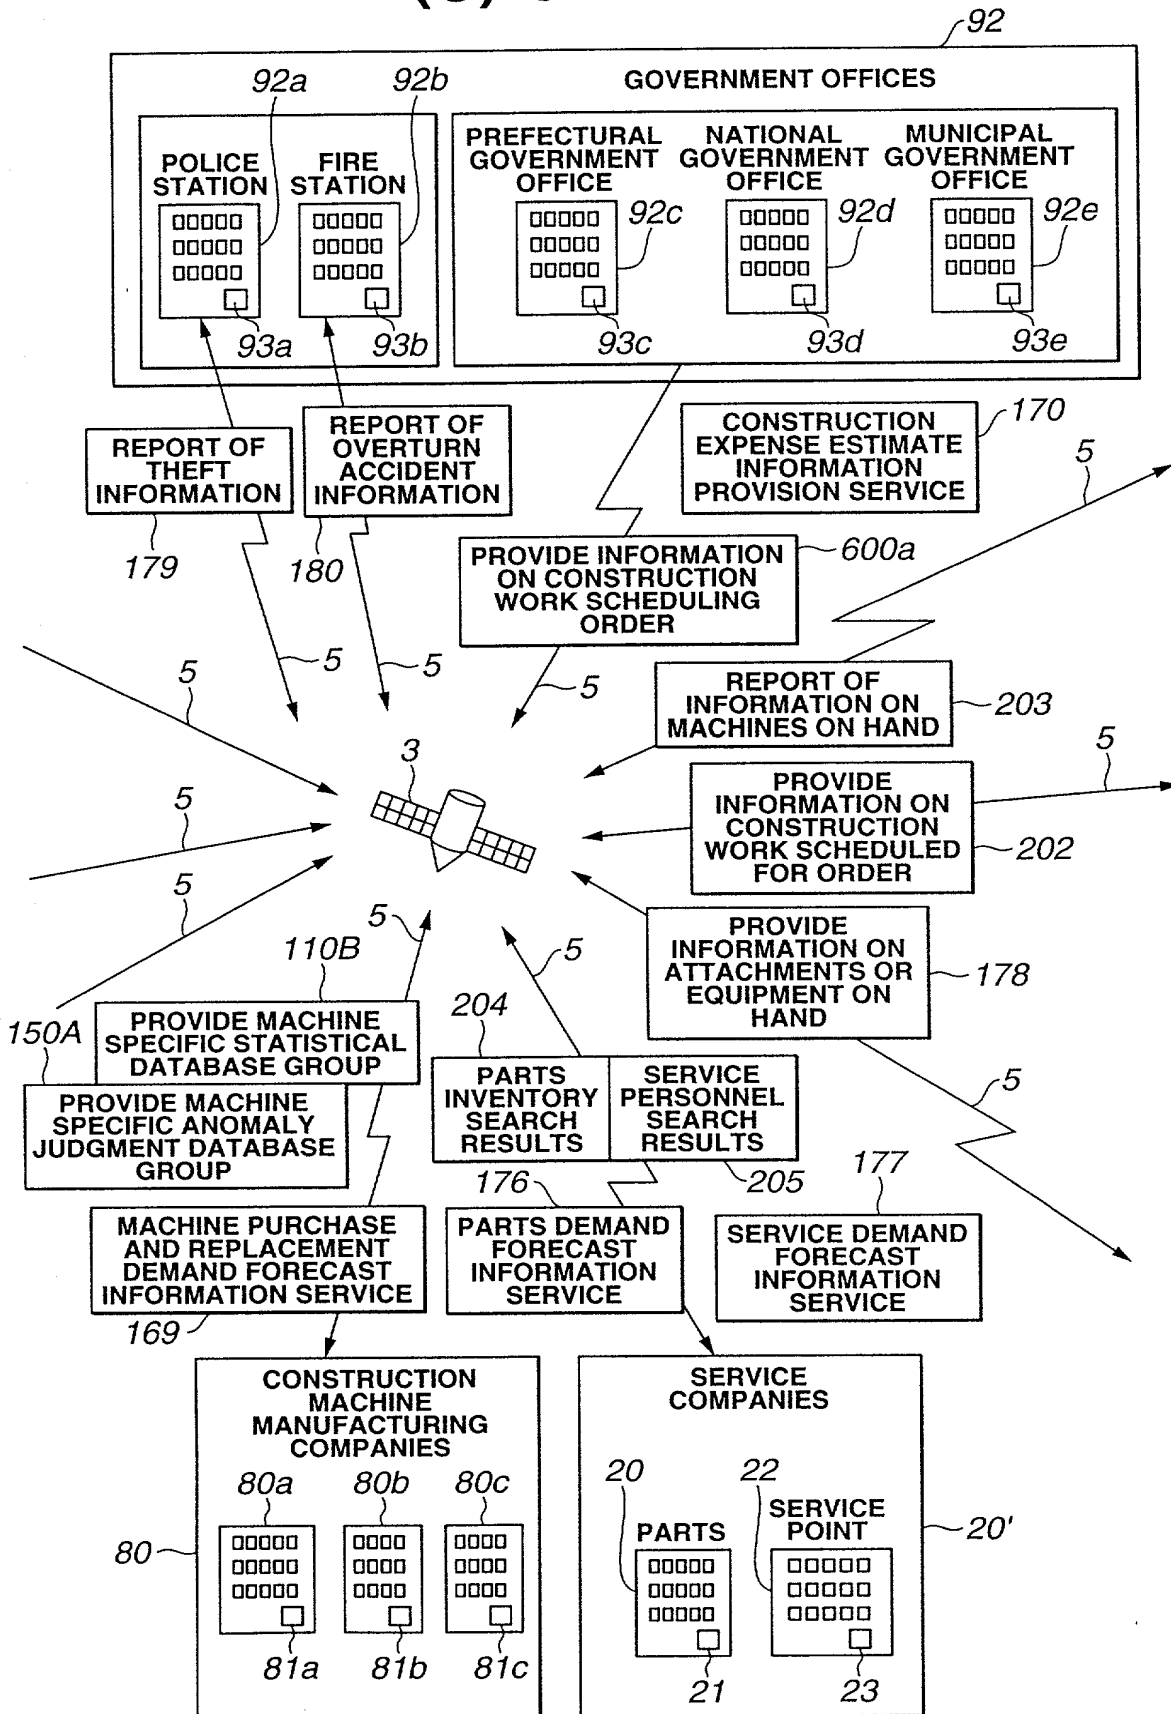 92
GOVERNMENT OFFICES
92a
92b
POLICE
STATION
FIRE
STATION
PREFECTURAL
GOVERNMENT
OFFICE
NATIONAL
GOVERNMENT
OFFICE
MUNICIPAL
GOVERNMENT
OFFICE
92c
92d
92e
93a
93b
93c
93d
93e
REPORT OF
THEFT
INFORMATION
179
REPORT OF
OVERTURN
ACCIDENT
INFORMATION
180
CONSTRUCTION
EXPENSE ESTIMATE
INFORMATION
PROVISION SERVICE
170
5
PROVIDE INFORMATION
ON CONSTRUCTION
WORK SCHEDULING
ORDER
600a
5
5
5
5
REPORT OF
INFORMATION ON
MACHINES ON HAND
203
3
5
5
PROVIDE
INFORMATION ON
CONSTRUCTION
WORK SCHEDULED
FOR ORDER
202
5
5
5
PROVIDE
INFORMATION ON
ATTACHMENTS OR
EQUIPMENT ON
HAND
178
5
110B
PROVIDE MACHINE
SPECIFIC STATISTICAL
DATABASE GROUP
150A
PROVIDE MACHINE
SPECIFIC ANOMALY
JUDGMENT DATABASE
GROUP
204
PARTS
INVENTORY
SEARCH
RESULTS
SERVICE
PERSONNEL
SEARCH
RESULTS
205
5
MACHINE PURCHASE
AND REPLACEMENT
DEMAND FORECAST
INFORMATION SERVICE
169
176
PARTS DEMAND
FORECAST
INFORMATION
SERVICE
177
SERVICE DEMAND
FORECAST
INFORMATION
SERVICE
CONSTRUCTION
MACHINE
MANUFACTURING
COMPANIES
80a
80b
80c
80
81a
81b
81c
SERVICE
COMPANIES
20
22
PARTS
SERVICE
POINT
20'
21
23